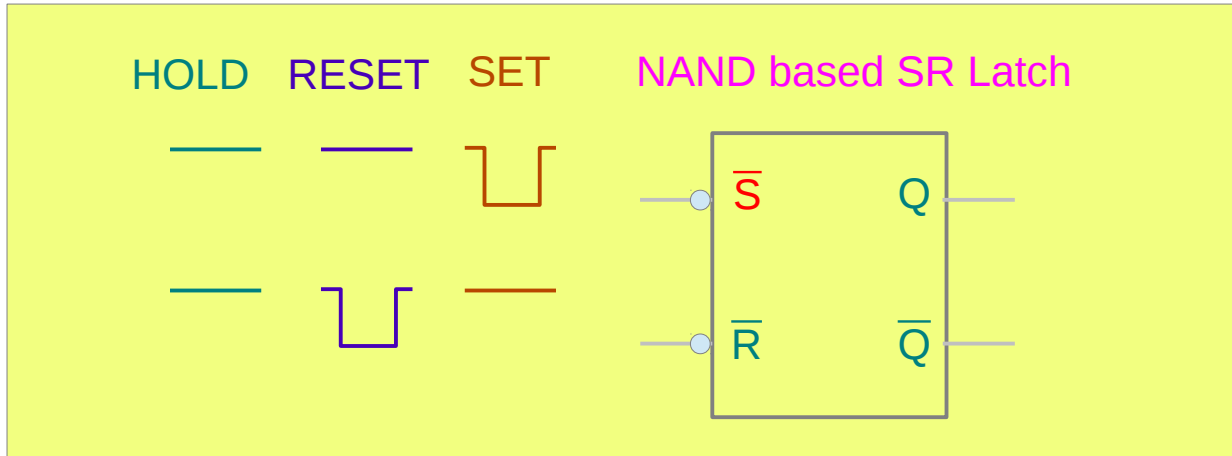 HOLD RESET SET NAND based SR Latch
S̅ Q
R̅ Q̅